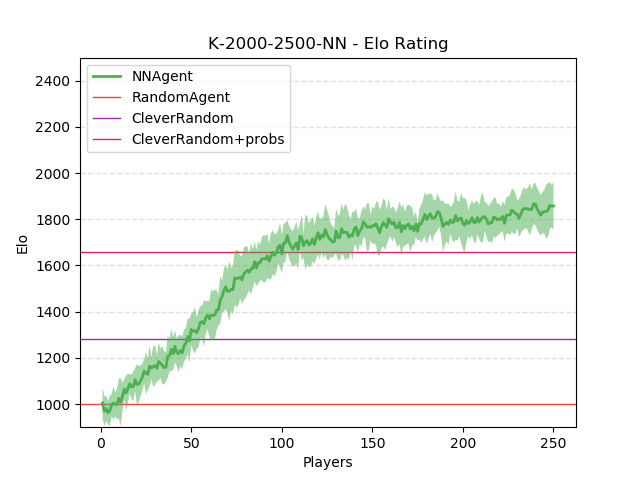 K-2000-2500-NN - Elo Rating
NNAgent
RandomAgent
CleverRandom
CleverRandom+probs
2400
2200
2000
1800
1600
1400
1200
1000
Elo
0 50 100 150 200 250
Players